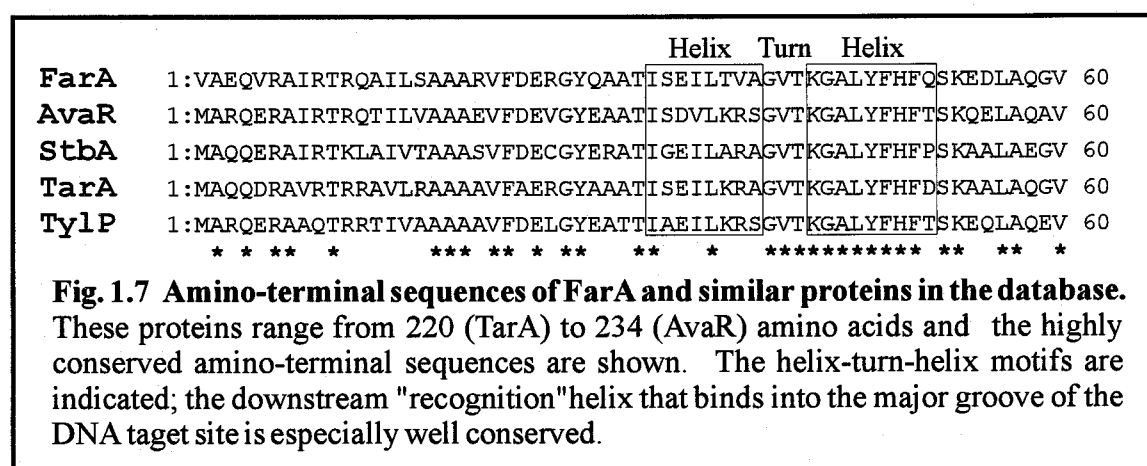 Helix Turn Helix
FarA 1:VAEQVRAIRTRQAILSAAARVFDERGYQAATISEILTVAGVTKGALYFHFQSKEDLAQGV 60
AvaR 1:MARQERAIRTRQTILVAAAEVFDEVGYEAATISDVLKRSGVTKGALYFHFTSKQELAQAV 60
StbA 1:MAQQERAIRTKLAIVTAAASVFDECGYERATIGEILARAGVTKGALYFHFPSKAALAEGV 60
TarA 1:MAQQDRAVRTRRAVLRAAAAVFAERGYAAATISEILKRAGVTKGALYFHFDSKAALAQGV 60
TylP 1:MARQERAAQTRRTIVAAAAAVFDELGYEATTIAEILKRSGVTKGALYFHFTSKEQLAQEV 60
* * ** * *** ** * ** ** * *********** ** ** *
Fig. 1.7 Amino-terminal sequences of FarA and similar proteins in the database.
These proteins range from 220 (TarA) to 234 (AvaR) amino acids and the highly
conserved amino-terminal sequences are shown. The helix-turn-helix motifs are
indicated; the downstream "recognition"helix that binds into the major groove of the
DNA taget site is especially well conserved.